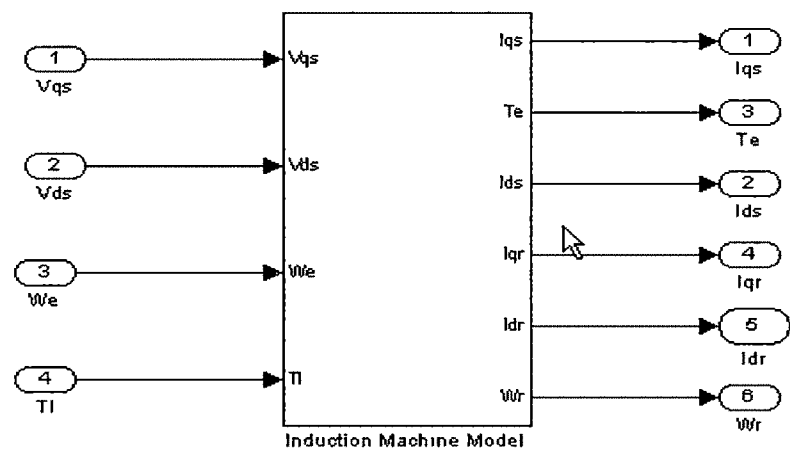 1
Vqs
2
Vds
3
We
4
Tl
Vqs
Vds
We
Tl
Iqs
Te
Ids
Iqr
Idr
Wr
1
Iqs
3
Te
2
Ids
4
Iqr
5
Idr
6
Wr
Induction Machine Model